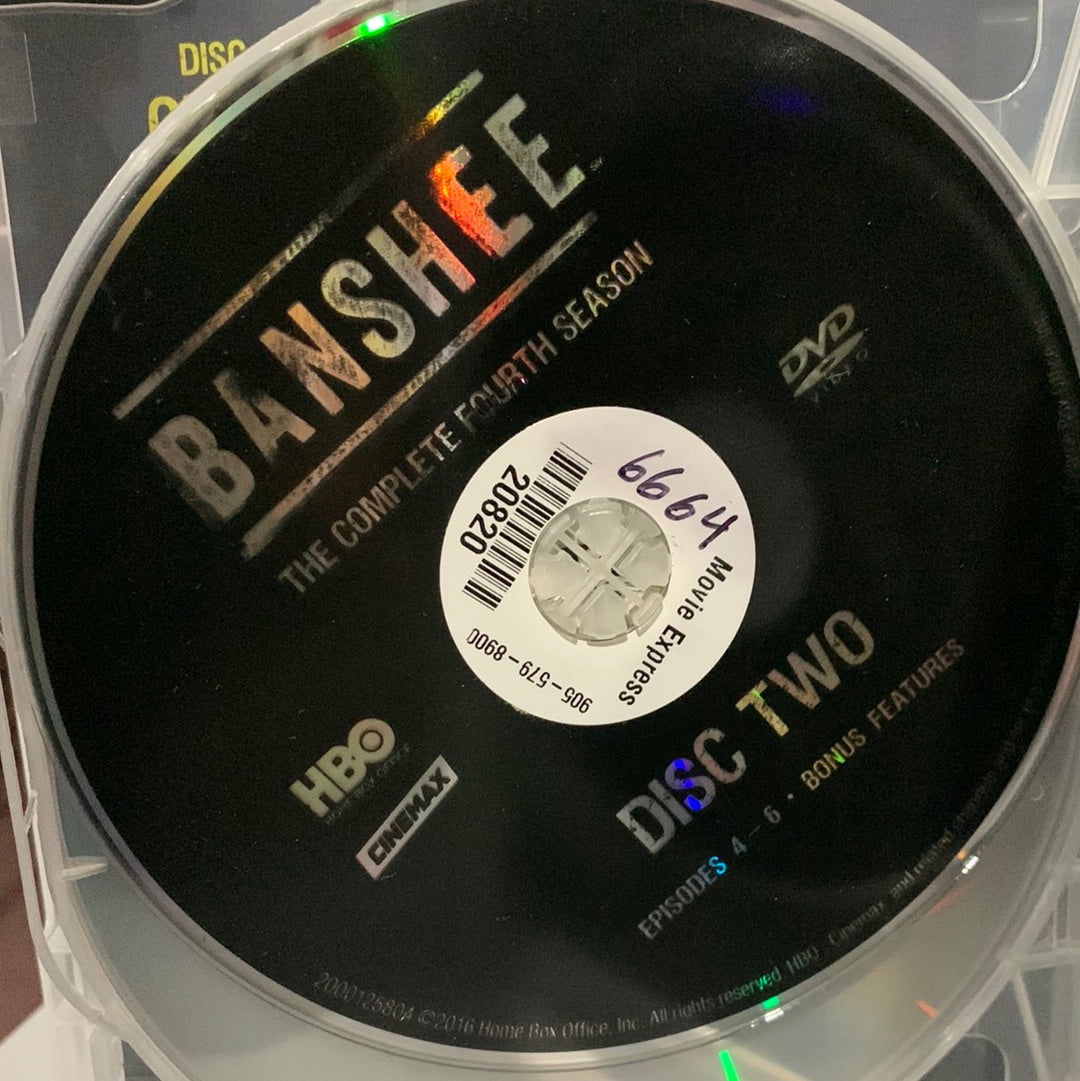 DISC
BANSHEE
THE COMPLETE FOURTH SEASON
DVD
6664
20820
Movie Express
905-579-8900
HBO
HOME BOX OFFICE
CINEMAX
DISC TWO
EPISODES 4 - 6 • BONUS FEATURES
2000125804 ©2016 Home Box Office, Inc. All rights reserved. HBO, Cinemax, and related channels and